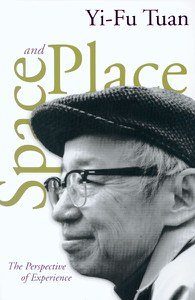 Yi-Fu Tuan
Space
and
Place
The Perspective
of Experience